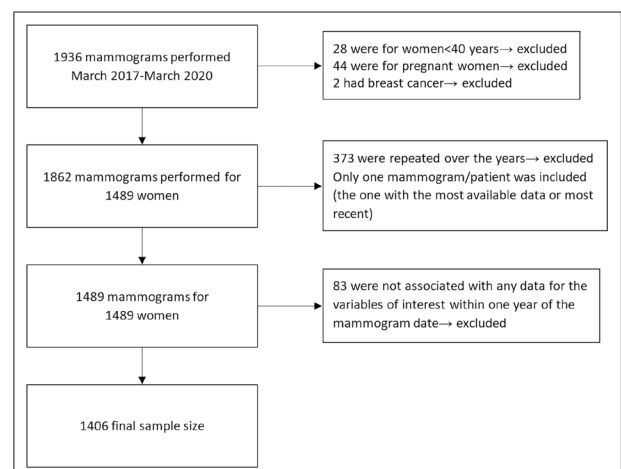 1936 mammograms performed
March 2017-March 2020
28 were for women<40 years→ excluded
44 were for pregnant women→ excluded
2 had breast cancer→ excluded
1862 mammograms performed for
1489 women
373 were repeated over the years→ excluded
Only one mammogram/patient was included
(the one with the most available data or most
recent)
1489 mammograms for
1489 women
83 were not associated with any data for the
variables of interest within one year of the
mammogram date→ excluded
1406 final sample size